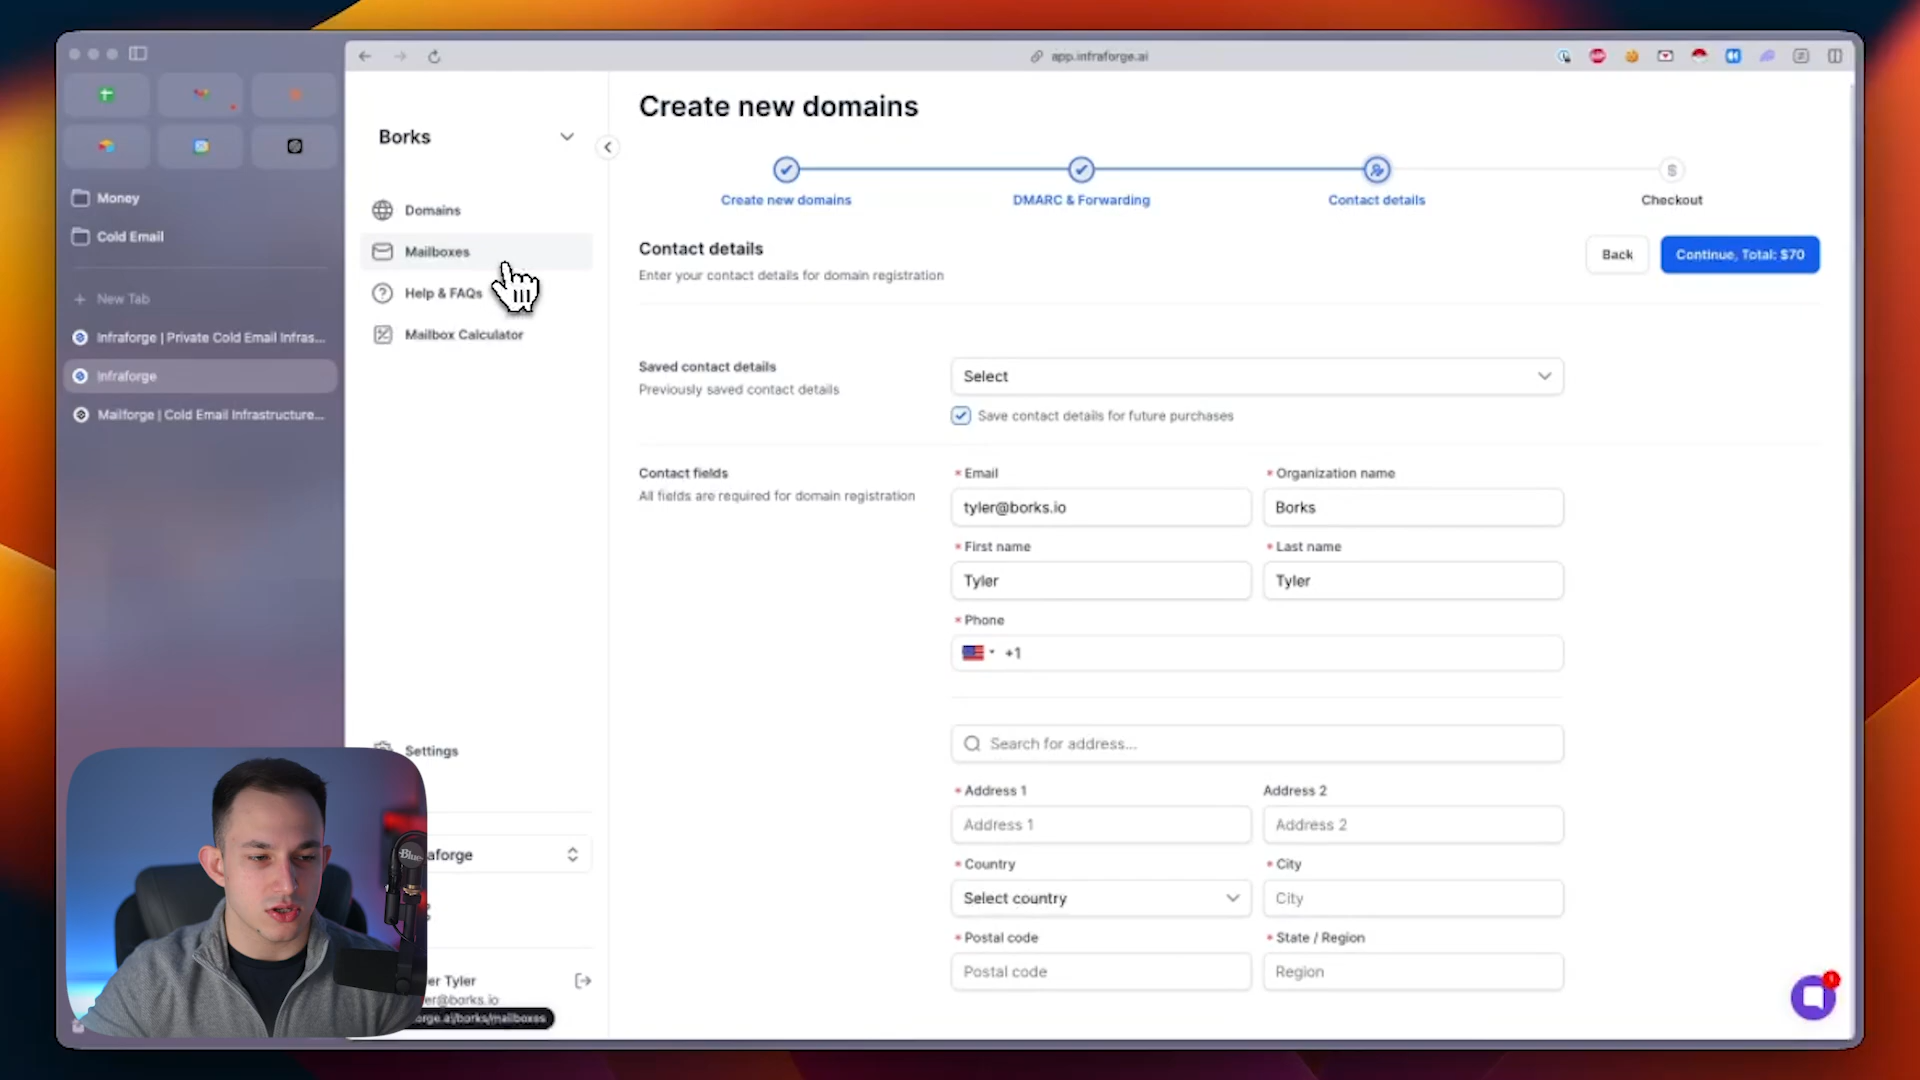 app.infraforge.ai
Money
Cold Email
New Tab
Infraforge | Private Cold Email Infras...
Infraforge
Mailforge | Cold Email Infrastructure...
Borks
Domains
Mailboxes
Help & FAQs
Mailbox Calculator
Settings
aforge
er Tyler
er@borks.io
orge.ai/borks/mailboxes
Create new domains
Create new domains
DMARC & Forwarding
Contact details
$
Checkout
Contact details
Enter your contact details for domain registration
Back
Continue, Total: $70
Saved contact details
Previously saved contact details
Select
Save contact details for future purchases
Contact fields
All fields are required for domain registration
* Email
* Organization name
tyler@borks.io
Borks
* First name
* Last name
Tyler
Tyler
* Phone
+1
Search for address...
* Address 1
Address 2
Address 1
Address 2
* Country
* City
Select country
City
* Postal code
* State / Region
Postal code
Region
Blue